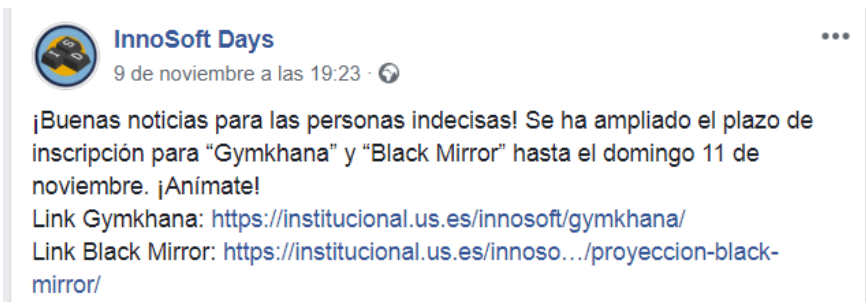 InnoSoft Days
9 de noviembre a las 19:23 ·
¡Buenas noticias para las personas indecisas! Se ha ampliado el plazo de
inscripción para “Gymkhana” y “Black Mirror” hasta el domingo 11 de
noviembre. ¡Anímate!
Link Gymkhana: https://institucional.us.es/innosoft/gymkhana/
Link Black Mirror: https://institucional.us.es/innoso…/proyeccion-black-
mirror/